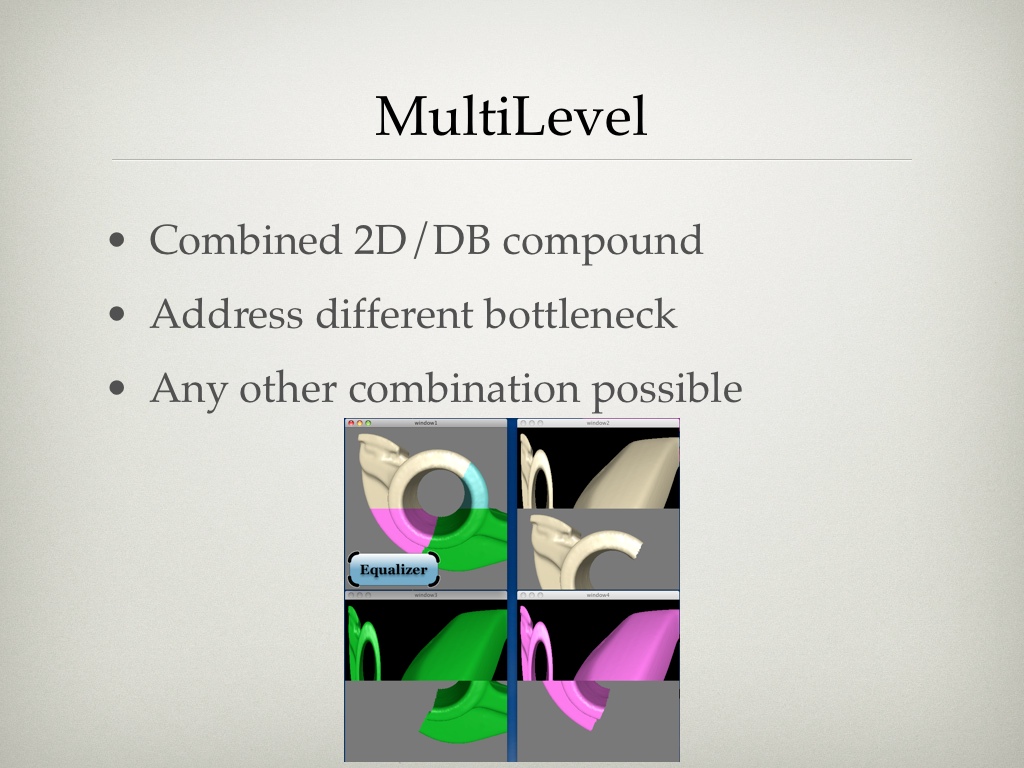 MultiLevel
• Combined 2D/DB compound
• Address different bottleneck
• Any other combination possible
window1
window2
Equalizer
window3
window4